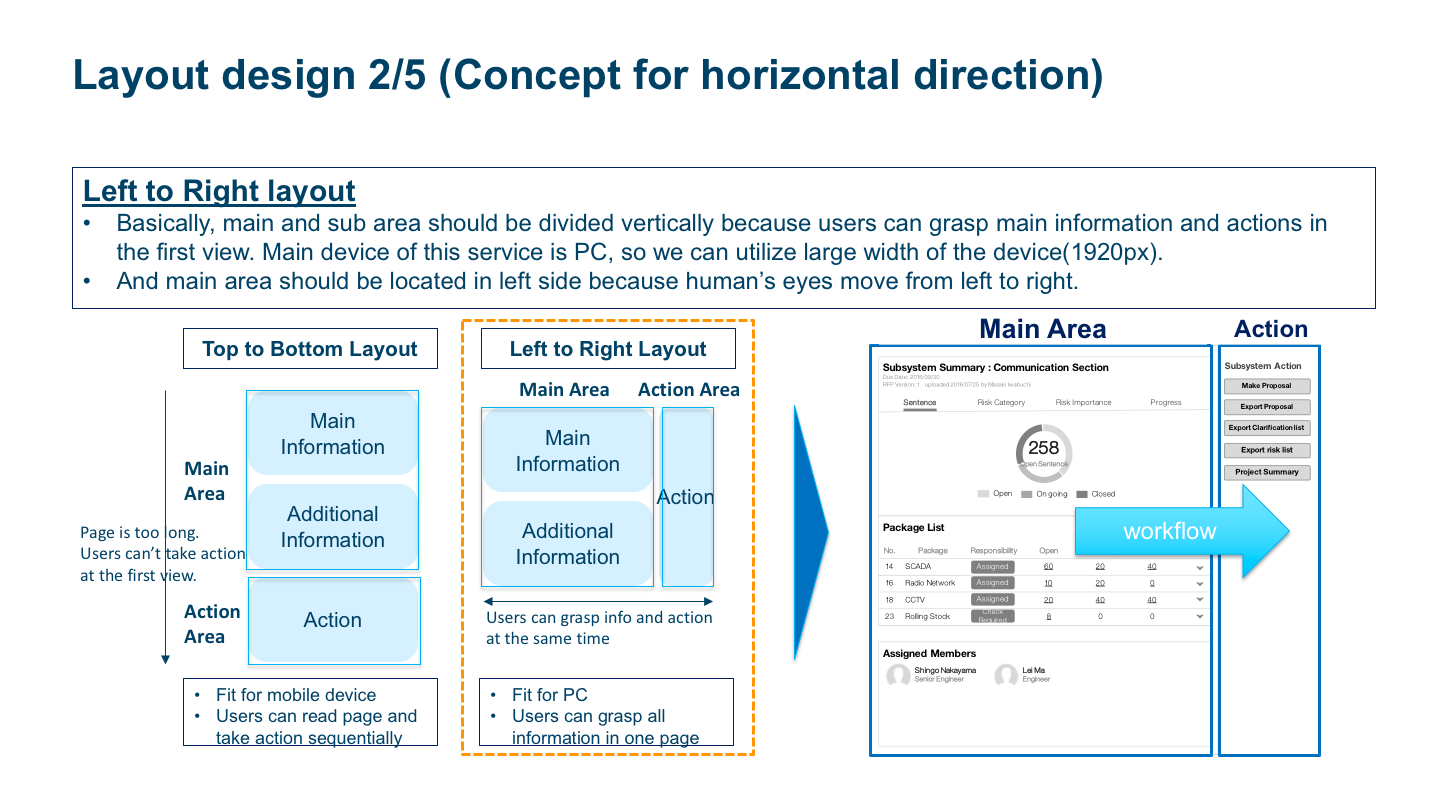 Layout design 2/5 (Concept for horizontal direction)
Left to Right layout
• Basically, main and sub area should be divided vertically because users can grasp main information and actions in
the first view. Main device of this service is PC, so we can utilize large width of the device(1920px).
• And main area should be located in left side because human’s eyes move from left to right.
Top to Bottom Layout
Main
Information
Main
Area
Additional
Information
Page is too long.
Users can’t take action
at the first view.
Action
Area
Action
• Fit for mobile device
• Users can read page and
take action sequentially
Left to Right Layout
Main Area
Action Area
Main
Information
Action
Additional
Information
Users can grasp info and action
at the same time
• Fit for PC
• Users can grasp all
information in one page
Main Area
Action
Subsystem Summary : Communication Section
Due Date: 2016/09/30
RFP Version: 1 uploaded 2016/07/25 by Masaki Iwabuchi
Sentence Risk Category Risk Importance Progress
258
Open Sentence
Open On going Closed
Package List
No. Package Responsibility Open
14 SCADA Assigned 60 20 40
16 Radio Network Assigned 10 20 0
18 CCTV Assigned 20 40 40
23 Rolling Stock Check Required 8 0 0
Assigned Members
Shingo Nakayama
Senior Engineer
Lei Ma
Engineer
Subsystem Action
Make Proposal
Export Proposal
Export Clarification list
Export risk list
Project Summary
workflow